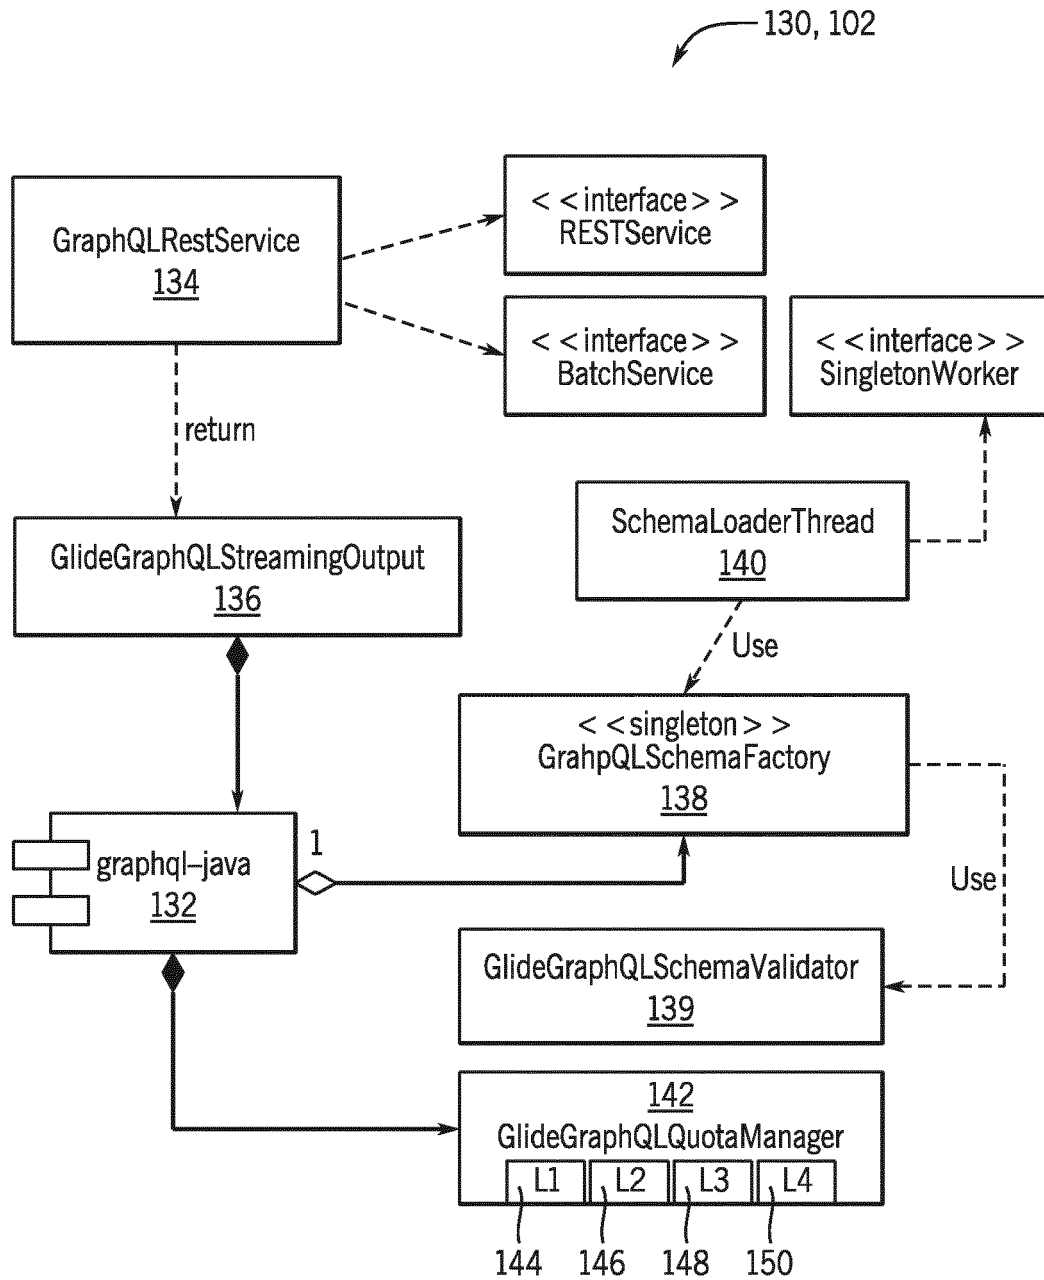 130, 102
GraphQLRestService
134
< <interface> >
RESTService
< <interface> >
BatchService
< <interface> >
SingletonWorker
return
SchemaLoaderThread
140
GlideGraphQLStreamingOutput
136
Use
< <singleton> >
GrahpQLSchemaFactory
138
1
graphql-java
132
Use
GlideGraphQLSchemaValidator
139
142
GlideGraphQLQuotaManager
L1 L2 L3 L4
144 146 148 150